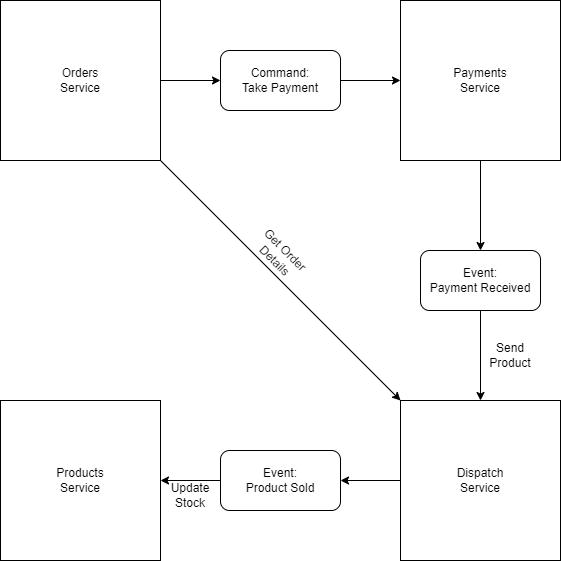 Orders
Service
Command:
Take Payment
Payments
Service
Get Order
Details
Event:
Payment Received
Send
Product
Products
Service
Update
Stock
Event:
Product Sold
Dispatch
Service